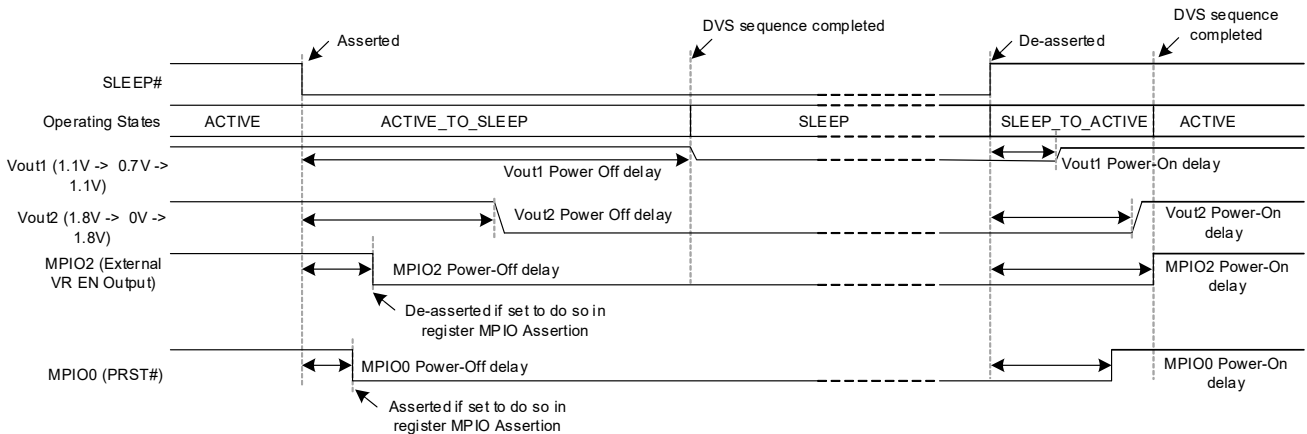 DVS sequence completed
DVS sequence
completed
Asserted
De-asserted
SLEEP#
Operating States
ACTIVE
ACTIVE_TO_SLEEP
SLEEP
SLEEP_TO_ACTIVE
ACTIVE
Vout1 (1.1V -> 0.7V ->
1.1V)
Vout1 Power Off delay
Vout1 Power-On delay
Vout2 (1.8V -> 0V ->
1.8V)
Vout2 Power Off delay
Vout2 Power-On
delay
MPIO2 (External
VR EN Output)
MPIO2 Power-Off delay
MPIO2 Power-On
delay
De-asserted if set to do so in
register MPIO Assertion
MPIO0 (PRST#)
MPIO0 Power-Off delay
MPIO0 Power-On
delay
Asserted if set to do so in
register MPIO Assertion